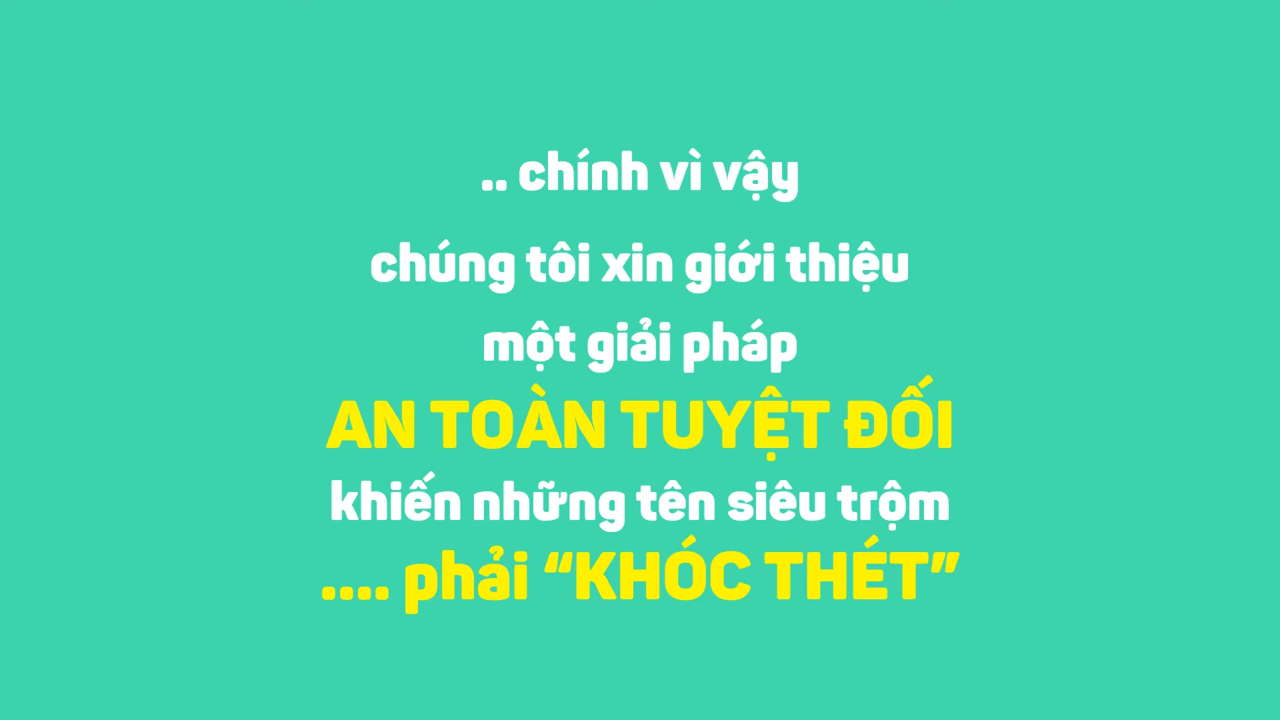 .. chính vì vậy
chúng tôi xin giới thiệu
một giải pháp
AN TOÀN TUYỆT ĐỐI
khiến những tên siêu trộm
.... phải “KHÓC THÉT”